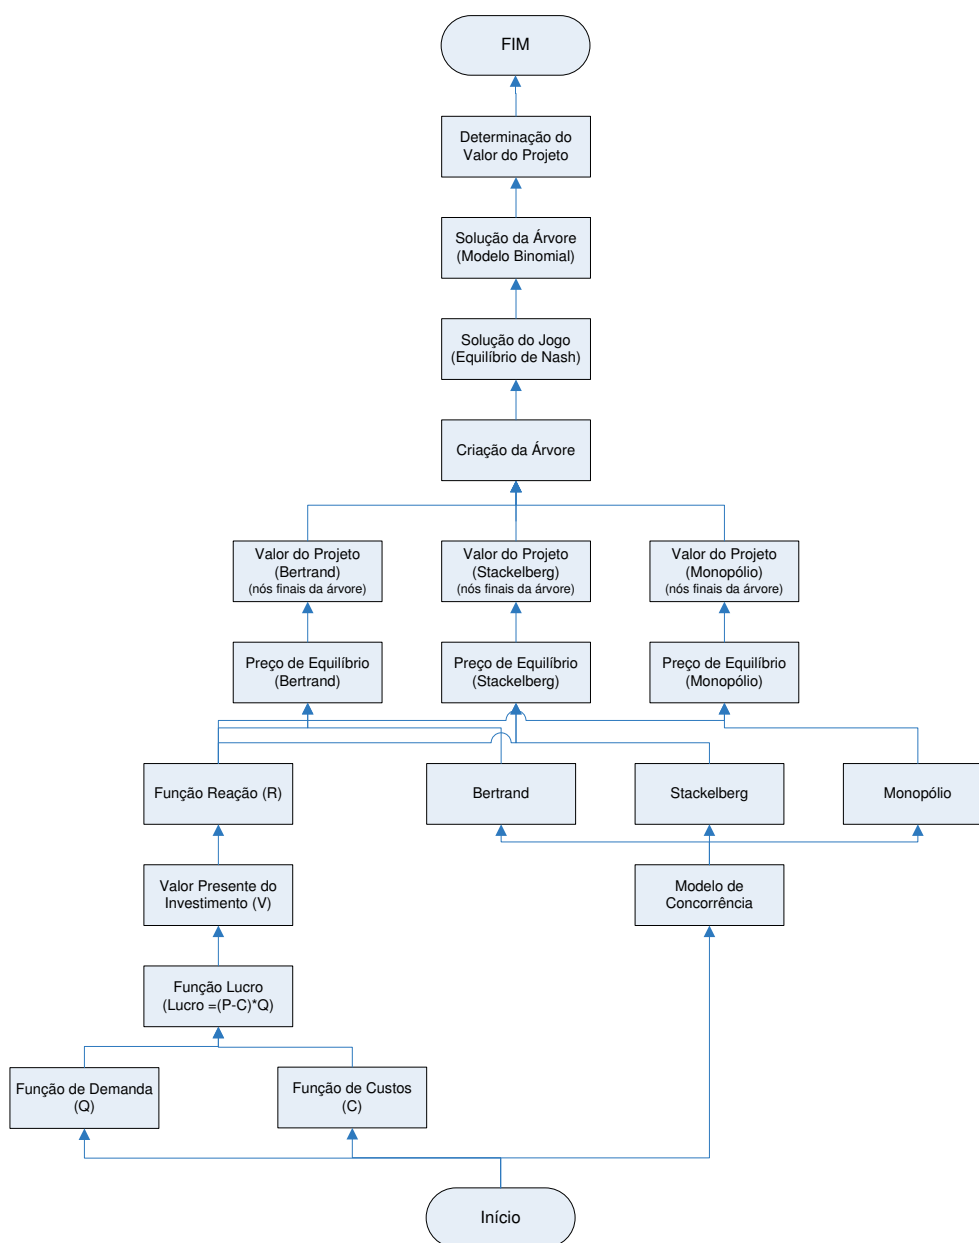 FIM
Determinação do
Valor do Projeto
Solução da Árvore
(Modelo Binomial)
Solução do Jogo
(Equilíbrio de Nash)
Criação da Árvore
Valor do Projeto
(Bertrand)
(nós finais da árvore)
Valor do Projeto
(Stackelberg)
(nós finais da árvore)
Valor do Projeto
(Monopólio)
(nós finais da árvore)
Preço de Equilíbrio
(Bertrand)
Preço de Equilíbrio
(Stackelberg)
Preço de Equilíbrio
(Monopólio)
Função Reação (R)
Bertrand
Stackelberg
Monopólio
Valor Presente do
Investimento (V)
Modelo de
Concorrência
Função Lucro
(Lucro =(P-C)*Q)
Função de Demanda
(Q)
Função de Custos
(C)
Início